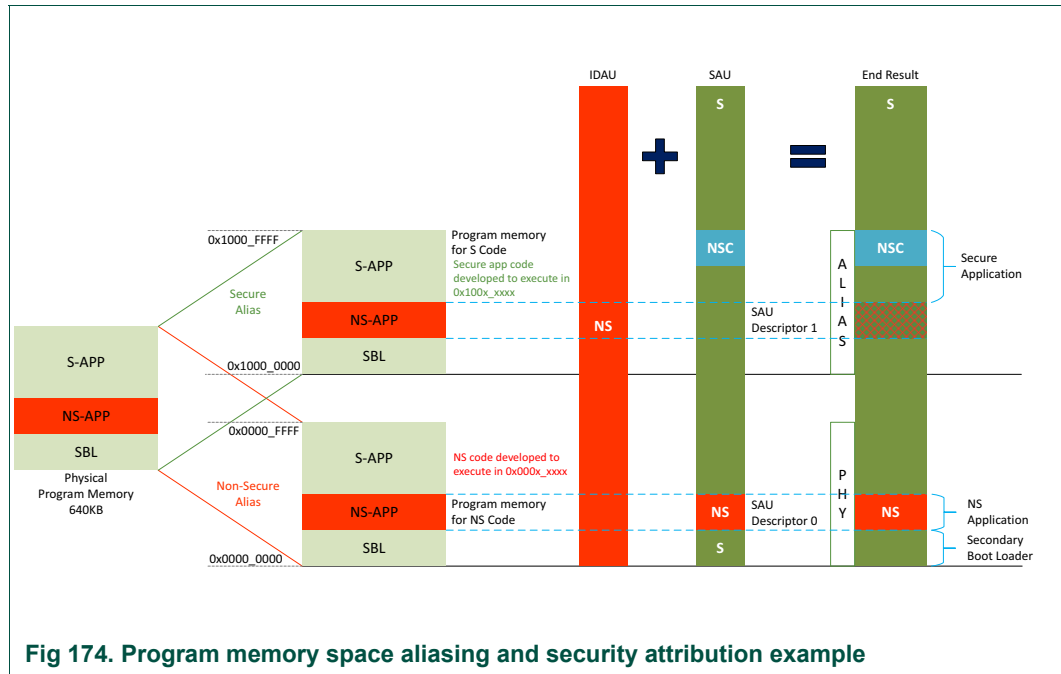 IDAU
SAU
End Result
S
S
0x1000_FFFF
Program memory
for S Code
Secure app code
developed to execute in
0x100x_xxxx
S-APP
NSC
NSC
A
L
I
A
S
Secure
Application
Secure
Alias
NS-APP
NS
SAU
Descriptor 1
SBL
0x1000_0000
S-APP
NS-APP
SBL
Physical
Program Memory
640KB
0x0000_FFFF
S-APP
NS code developed to
execute in 0x000x_xxxx
P
H
Y
Non-Secure
Alias
NS-APP
Program memory
for NS Code
NS
SAU
Descriptor 0
NS
NS
Application
SBL
S
Secondary
Boot Loader
0x0000_0000
Fig 174. Program memory space aliasing and security attribution example